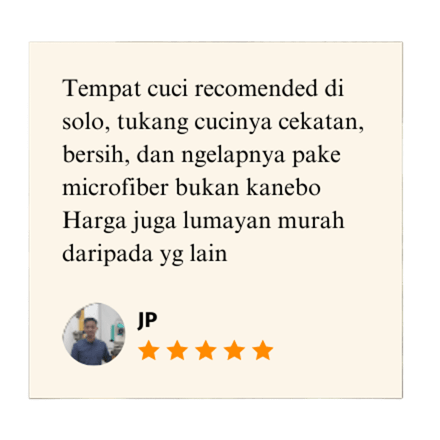 Tempat cuci recomended di
solo, tukang cucinya cekatan,
bersih, dan ngelapnya pake
microfiber bukan kanebo
Harga juga lumayan murah
daripada yg lain
JP